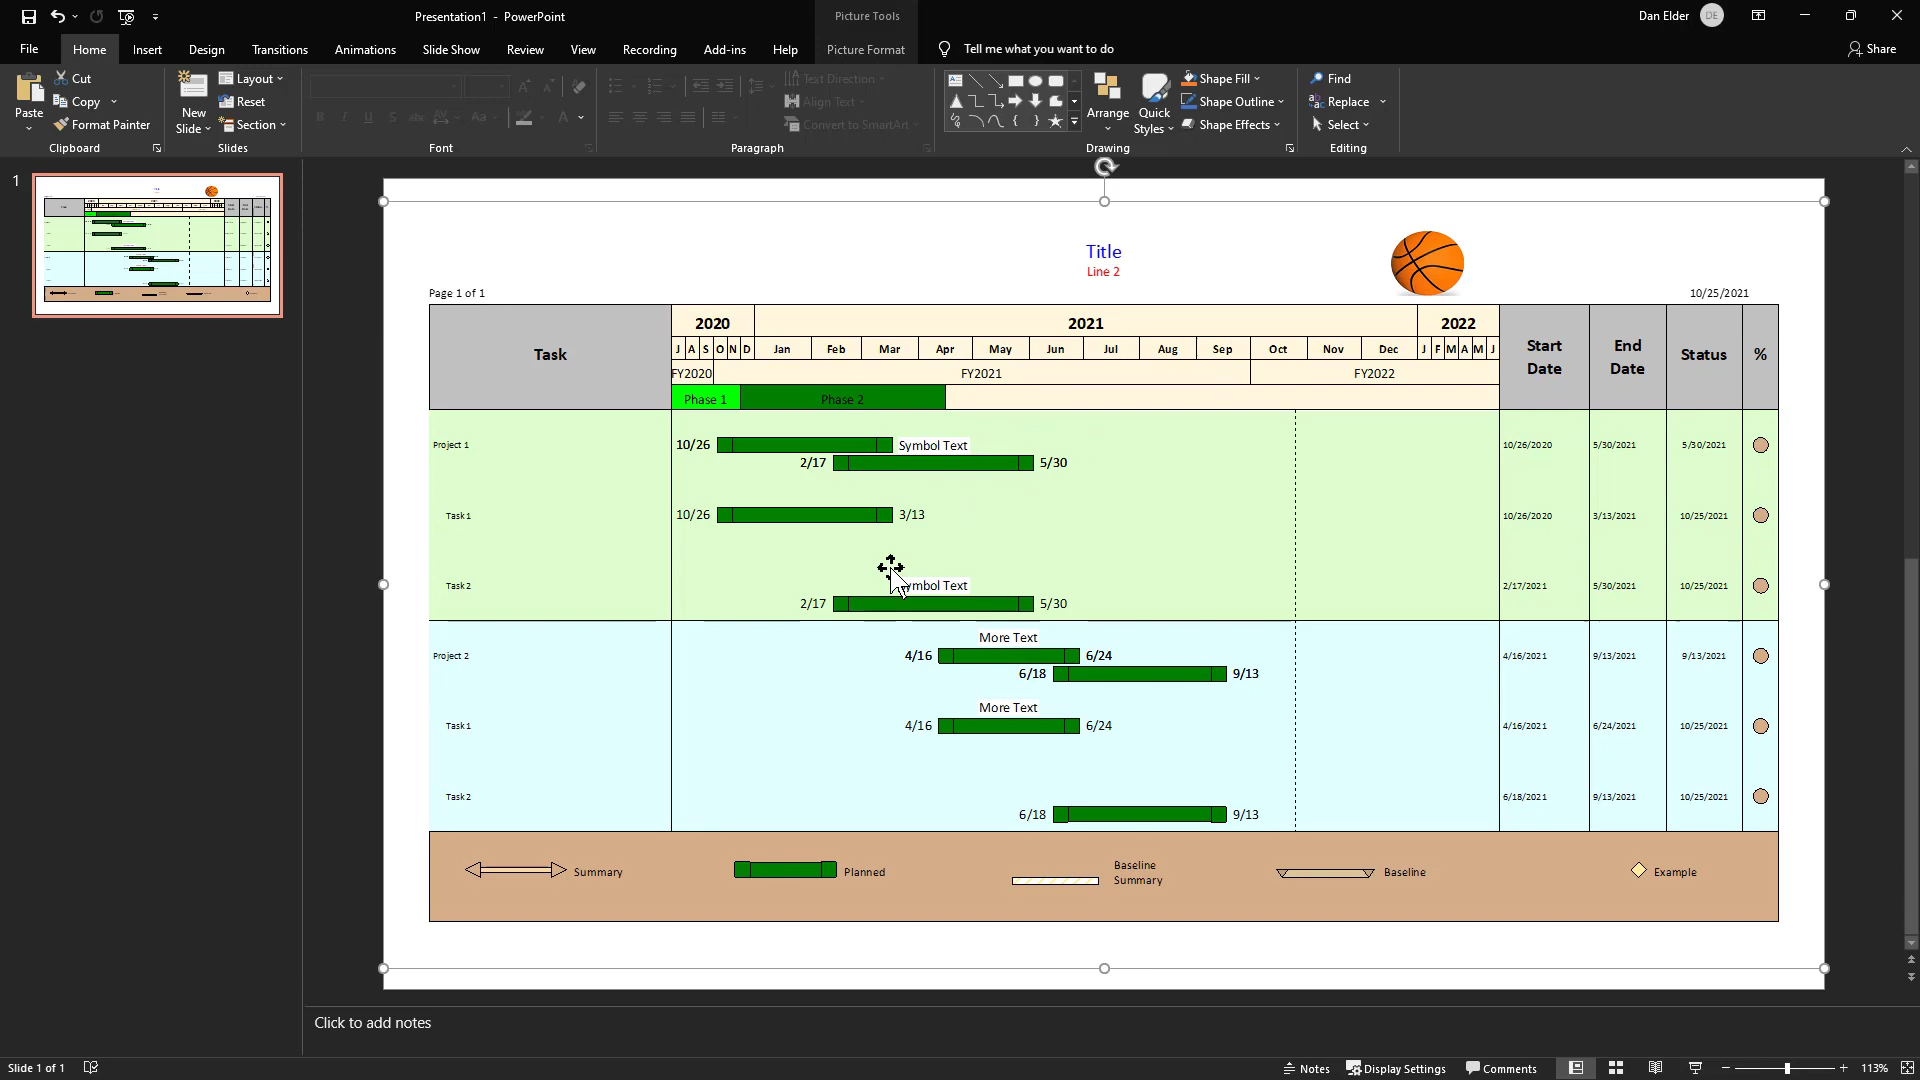 Presentation1 - PowerPoint
Picture Tools
Dan Elder
DE
File
Home
Insert
Design
Transitions
Animations
Slide Show
Review
View
Recording
Add-ins
Help
Picture Format
Tell me what you want to do
Share
Paste
Cut
Copy
Format Painter
Clipboard
New
Slide
Layout
Reset
Section
Slides
Font
Text Direction
Align Text
Convert to SmartArt
Paragraph
Arrange
Quick
Styles
Shape Fill
Shape Outline
Shape Effects
Drawing
Find
Replace
Select
Editing
1
Title
Line 2
Page 1 of 1
10/25/2021
Task
2020
2021
2022
J A S O N D Jan Feb Mar Apr May Jun Jul Aug Sep Oct Nov Dec J F M A M J
FY2020 FY2021 FY2022
Phase 1 Phase 2
Start
Date
End
Date
Status
%
Project 1 10/26 Symbol Text 10/26/2020 5/30/2021 5/30/2021
2/17 5/30
Task 1 10/26 3/13 10/26/2020 3/13/2021 10/25/2021
Task 2 Text 2/17/2021 5/30/2021 10/25/2021
2/17 5/30
More Text
Project 2 4/16 6/24 4/16/2021 9/13/2021 9/13/2021
6/18 9/13
More Text
Task 1 4/16 6/24 4/16/2021 6/24/2021 10/25/2021
Task 2 6/18/2021 9/13/2021 10/25/2021
6/18 9/13
Summary
Planned
Baseline
Summary
Baseline
Example
Click to add notes
Slide 1 of 1
Notes
Display Settings
Comments
113%